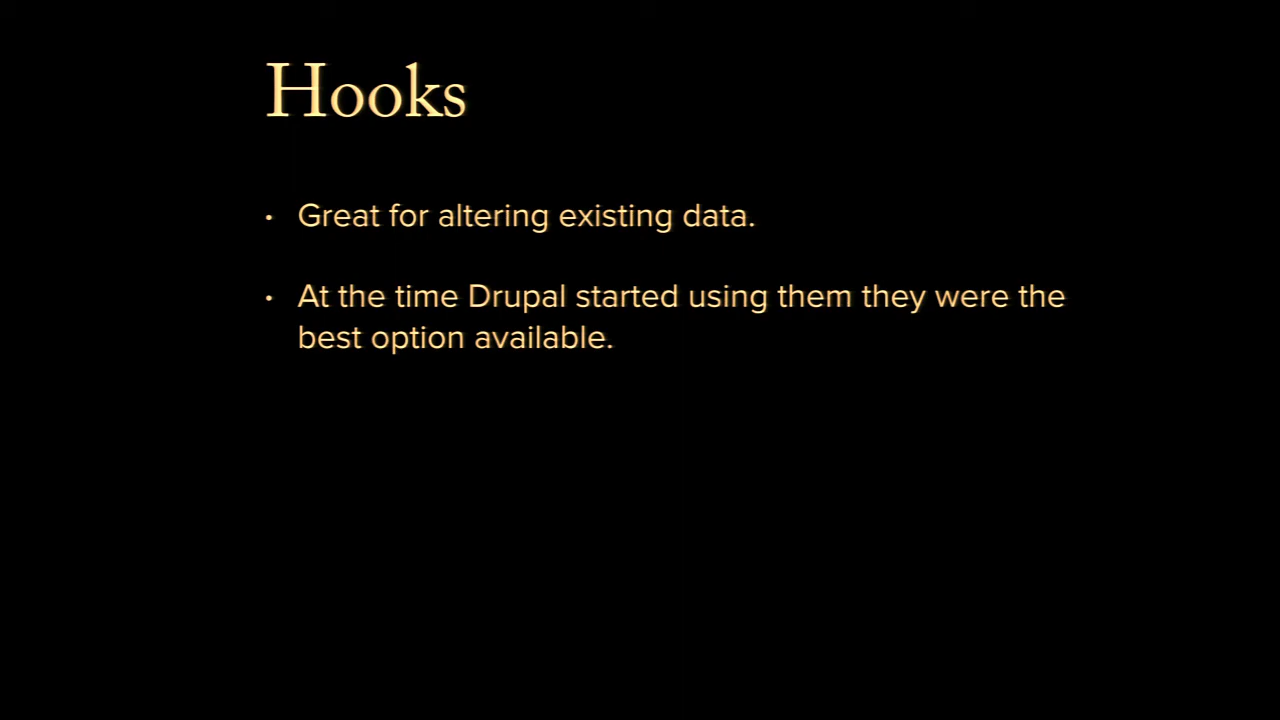 Hooks
• Great for altering existing data.
• At the time Drupal started using them they were the
best option available.